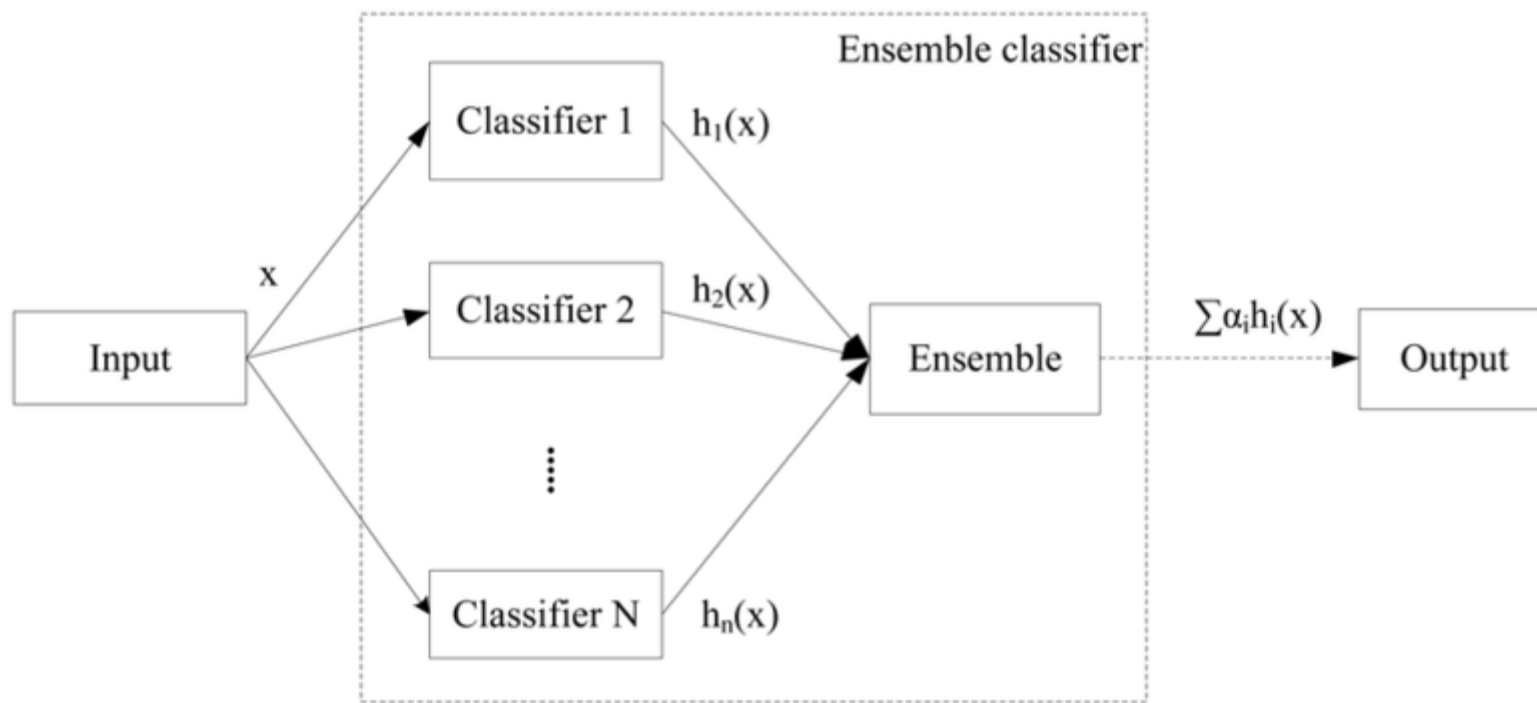 Ensemble classifier
Classifier 1
h₁(x)
x
Classifier 2
h₂(x)
Input
Ensemble
∑αᵢhᵢ(x)
Output
Classifier N
hₙ(x)